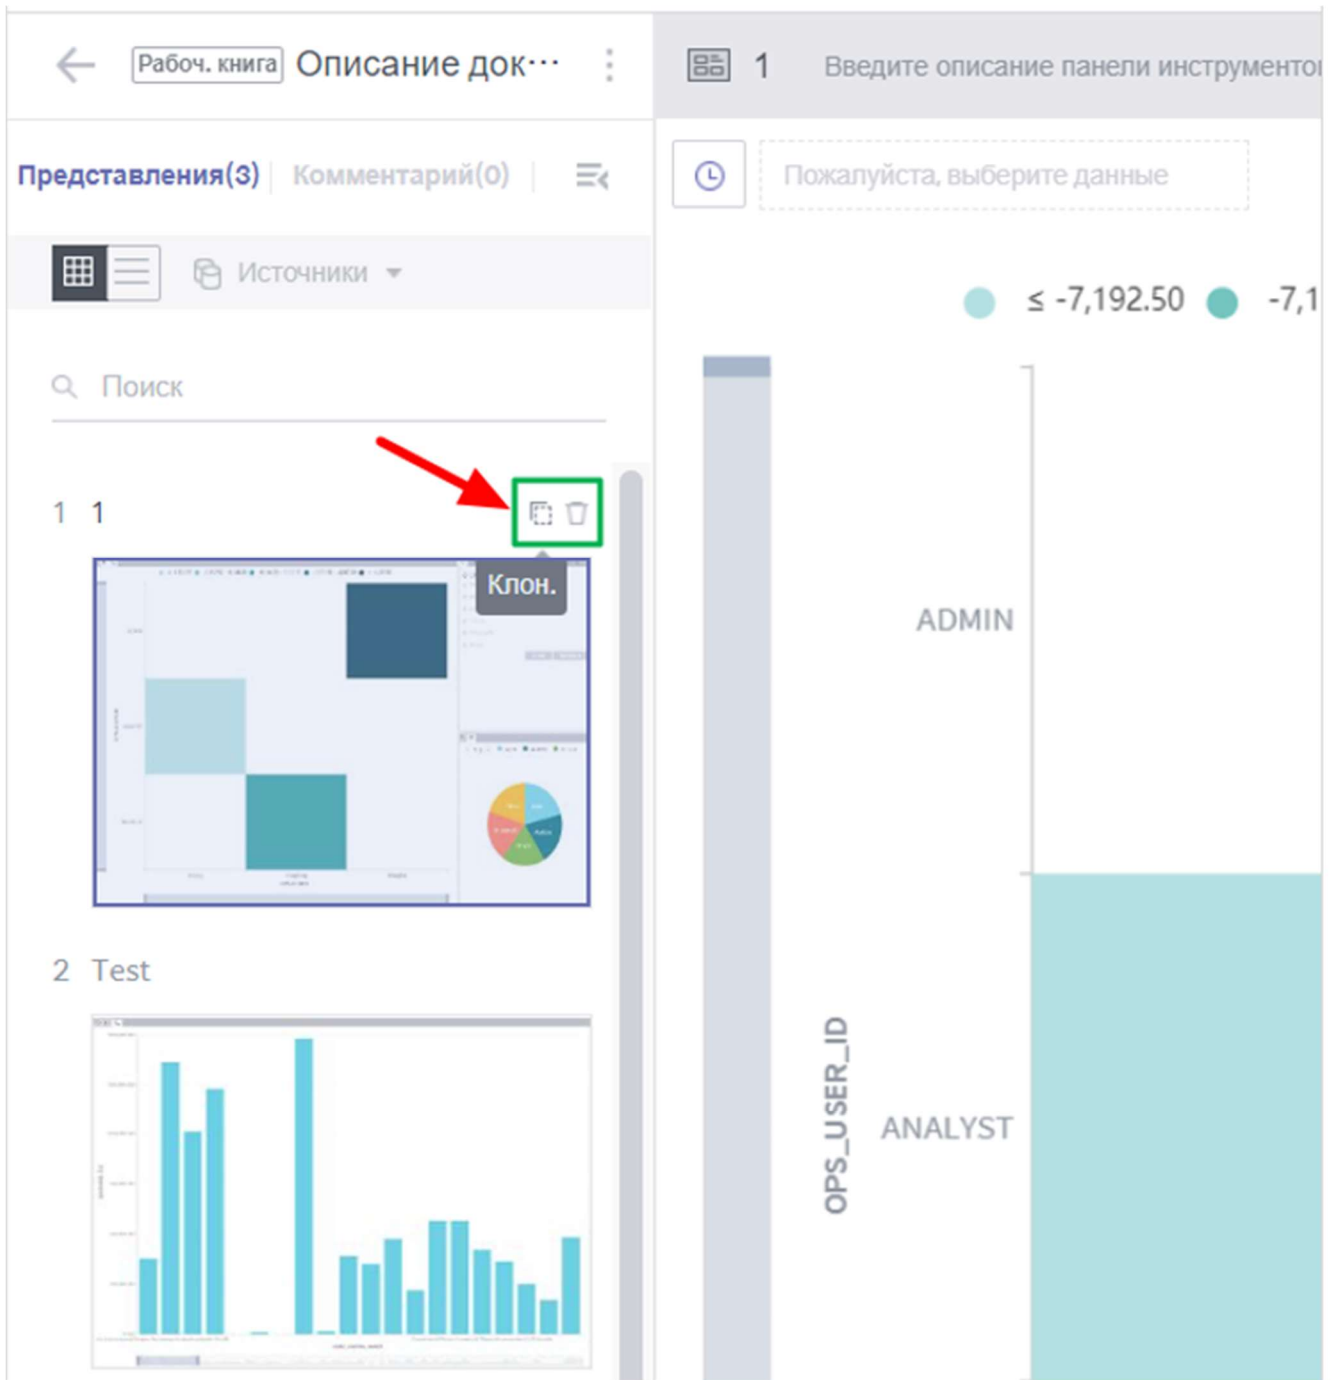 Рабоч. книга Описание док···
1 Введите описание панели инструменто
Представления(3) Комментарий(0)
Пожалуйста, выберите данные
Источники
≤ -7,192.50 -7,1
Поиск
1 1
Клон.
ADMIN
2 Test
OPS_USER_ID
ANALYST